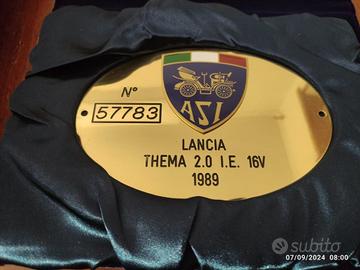 N°
57783
ASI
LANCIA
THEMA 2.0 I.E. 16V
1989
subito
07/09/2024 08:00